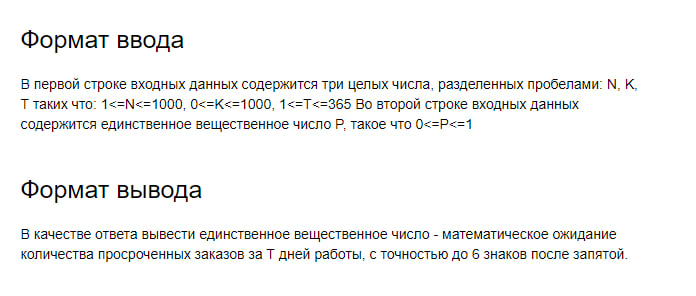 Формат ввода
В первой строке входных данных содержится три целых числа, разделенных пробелами: N, K,
T таких что: 1<=N<=1000, 0<=K<=1000, 1<=T<=365 Во второй строке входных данных
содержится единственное вещественное число P, такое что 0<=P<=1
Формат вывода
В качестве ответа вывести единственное вещественное число - математическое ожидание
количества просроченных заказов за T дней работы, с точностью до 6 знаков после запятой.